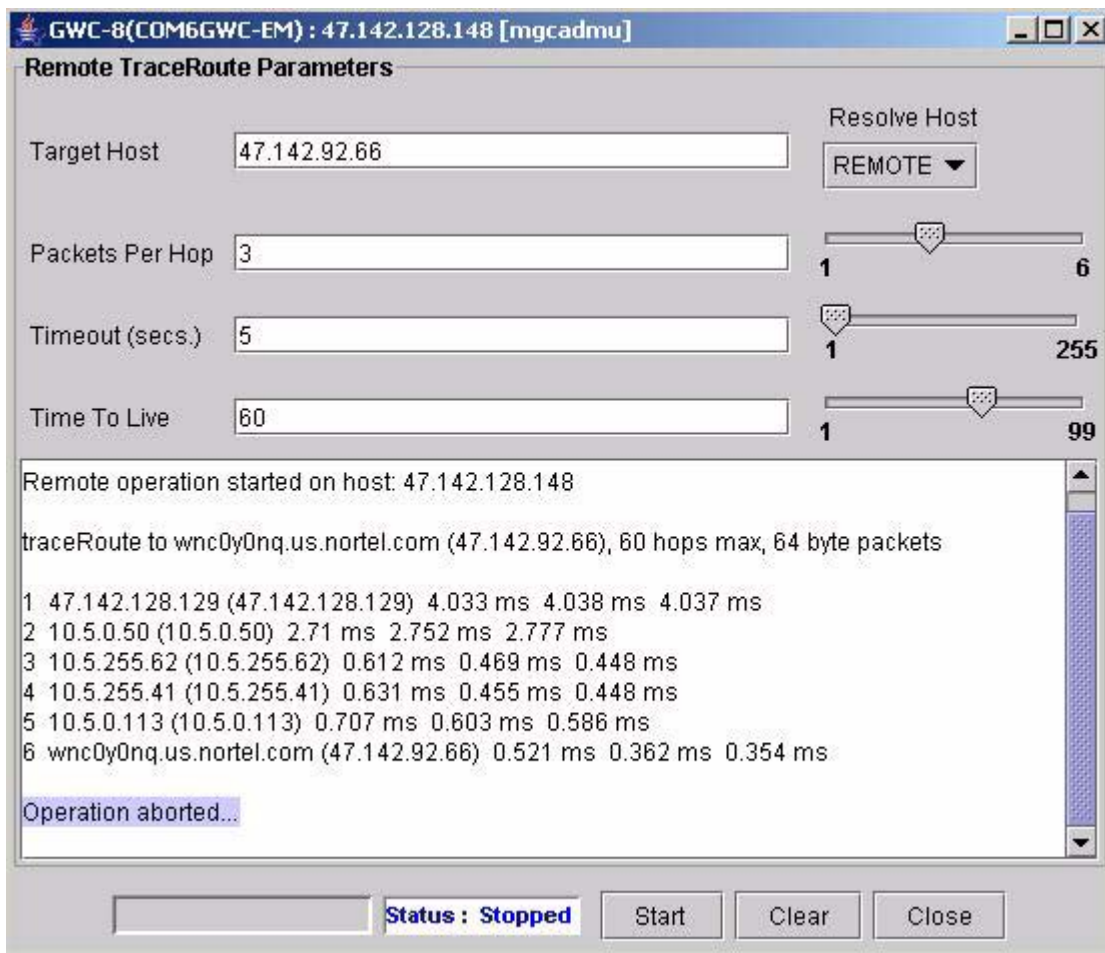 GWC-8(COM6GWC-EM) : 47.142.128.148 [mgcadmu]
Remote TraceRoute Parameters
Resolve Host
Target Host 47.142.92.66 REMOTE
Packets Per Hop 3
1 6
Timeout (secs.) 5
1 255
Time To Live 60
1 99
Remote operation started on host: 47.142.128.148
traceRoute to wnc0y0nq.us.nortel.com (47.142.92.66), 60 hops max, 64 byte packets
1 47.142.128.129 (47.142.128.129) 4.033 ms 4.038 ms 4.037 ms
2 10.5.0.50 (10.5.0.50) 2.71 ms 2.752 ms 2.777 ms
3 10.5.255.62 (10.5.255.62) 0.612 ms 0.469 ms 0.448 ms
4 10.5.255.41 (10.5.255.41) 0.631 ms 0.455 ms 0.448 ms
5 10.5.0.113 (10.5.0.113) 0.707 ms 0.603 ms 0.586 ms
6 wnc0y0nq.us.nortel.com (47.142.92.66) 0.521 ms 0.362 ms 0.354 ms
Operation aborted...
Status : Stopped Start Clear Close